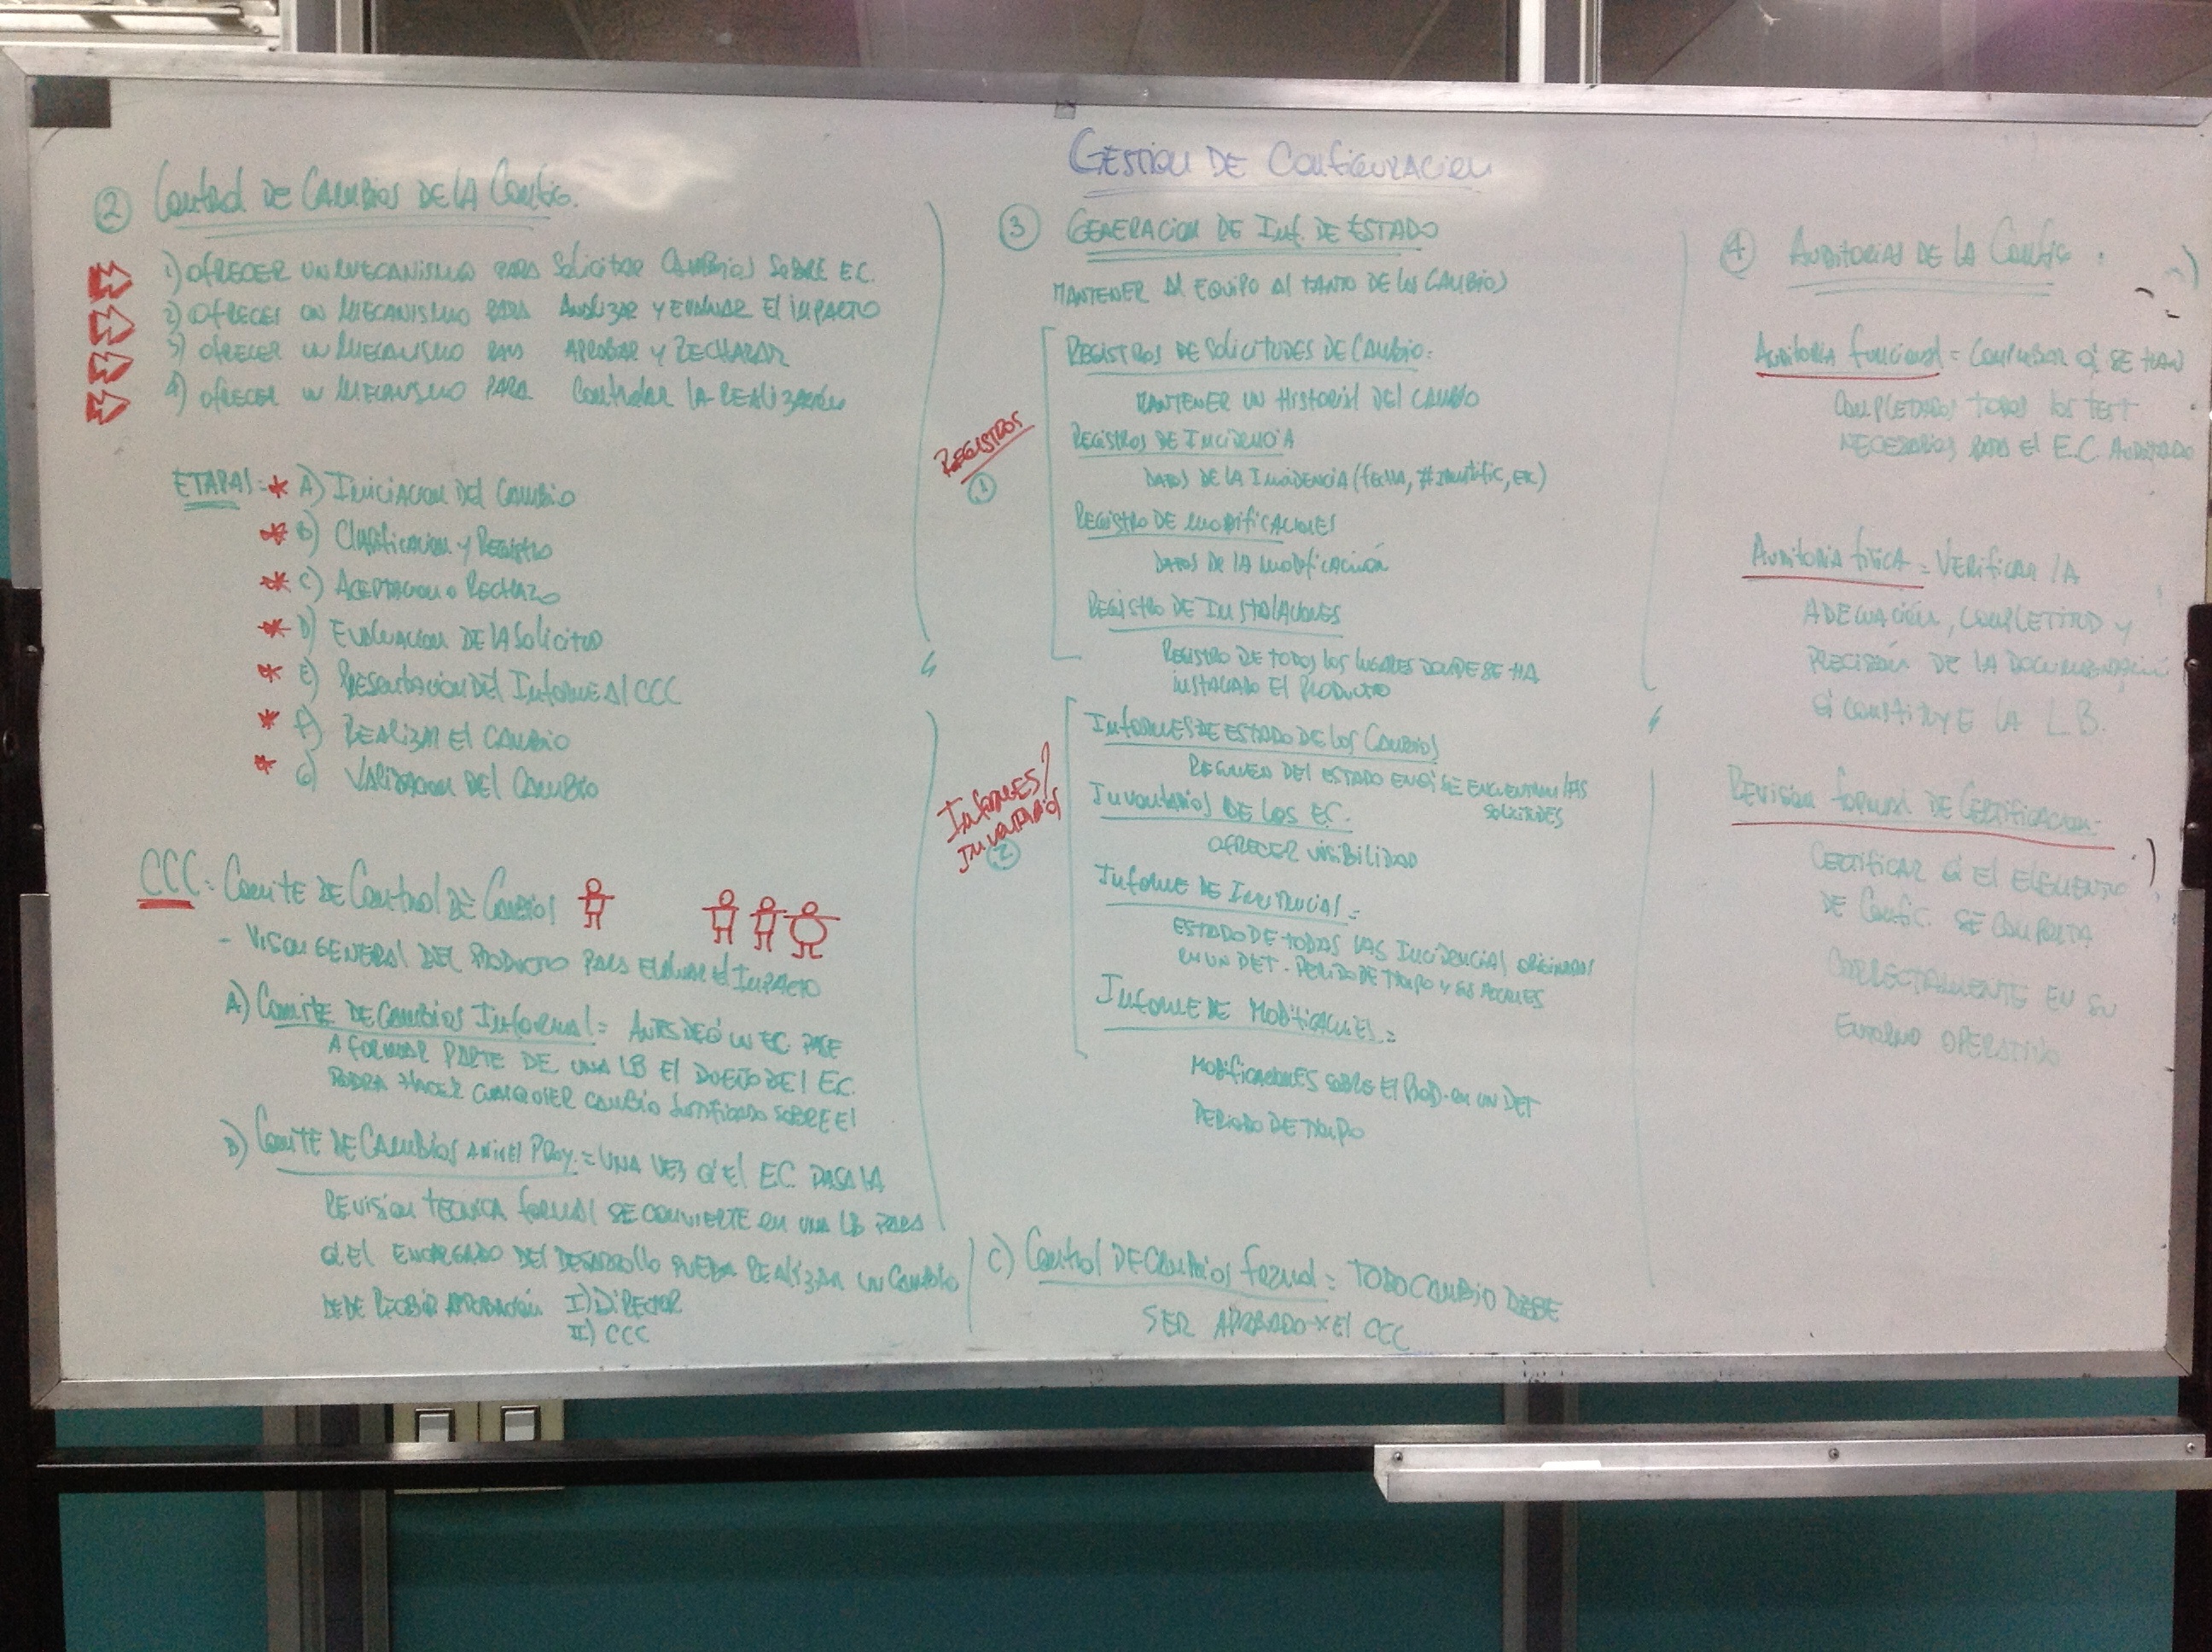 GESTION DE CONFIGURACION
② Control DE CAMBIOS DE LA CONFIG.
1) OFRECER UN MECANISMO PARA SOLICITAR CAMBIOS SOBRE E.C.
2) OFRECER UN MECANISMO PARA ANALIZAR Y EVALUAR EL IMPACTO
3) OFRECER UN MECANISMO PARA APROBAR Y RECHAZAR
4) OFRECER UN MECANISMO PARA CONTROLAR LA REALIZACIÓN
ETAPAS: * A) INICIACION DEL CAMBIO
* B) Clasificacion y REGISTRO
* C) ACEPTACION o RECHAZO
* D) EVALUACION DE LA SOLICITUD
* E) PRESENTACION DEL INFORME AL CCC
* F) REALIZAR EL CAMBIO
* G) VALIDACION DEL CAMBIO
CCC: COMITE DE CONTROL DE CAMBIOS
- VISION GENERAL DEL PRODUCTO PARA EVALUAR EL IMPACTO
A) COMITE DE CAMBIOS INFORMAL = ANTES DE Q' UN EC. PASE
A FORMAR PARTE DE UNA LB EL DUEÑO DEL EC.
PODRA HACER CUALQUIER CAMBIO JUSTIFICADO SOBRE EL
B) COMITE DE CAMBIOS A NIVEL PROY. = UNA VEZ Q' EL E.C. PASA LA
REVISION TECNICA FORMAL SE CONVIERTE EN UNA LB PARA
Q' EL ENCARGADO DEL DESARROLLO PUEDA REALIZAR UN CAMBIO
DEBE RECIBIR APROBACIÓN I) DIRECTOR
II) CCC
C) CONTROL DE CAMBIOS FORMAL = TODO CAMBIO DEBE
SER APROBADO X EL CCC
③ GENERACION DE INF. DE ESTADO
MANTENER AL EQUIPO AL TANTO DE LOS CAMBIOS
REGISTROS
①
REGISTROS DE SOLICITUDES DE CAMBIO:
MANTENER UN HISTORIAL DEL CAMBIO
REGISTROS DE INCIDENCIA
DATOS DE LA INCIDENCIA (FECHA, #IDENTIFIC, ETC)
REGISTRO DE MODIFICACIONES
DATOS DE LA MODIFICACIÓN
REGISTRO DE INSTALACIONES
REGISTRO DE TODOS LOS LUGARES DONDE SE HA
INSTALADO EL PRODUCTO
INFORMES/
INVENTARIOS
②
INFORMES DE ESTADO DE LOS CAMBIOS
RESUMEN DEL ESTADO EN Q' SE ENCUENTRAN LAS
SOLICITUDES
INVENTARIOS DE LOS EC.
OFRECER VISIBILIDAD
INFORME DE INCIDENCIAS =
ESTADO DE TODAS LAS INCIDENCIAS ORIGINADAS
EN UN DET. PERIODO DE TIEMPO Y SUS ACCIONES
INFORME DE MODIFICACIONES =
MODIFICACIONES SOBRE EL PROD. EN UN DET
PERIODO DE TIEMPO
④ AUDITORIAS DE LA CONFIG.
AUDITORIA FUNCIONAL = COMPROBAR Q' SE HAN
COMPLETADOS TODOS LOS TEST
NECESARIOS PARA EL E.C. AUDITADO
AUDITORIA FISICA = VERIFICAR LA
ADECUACIÓN, COMPLETITUD Y
PRECISIÓN DE LA DOCUMENTACIÓN
Q' CONSTITUYE LA L.B.
REVISION FORMAL DE CERTIFICACION =
CERTIFICAR Q' EL ELEMENTO
DE CONFIG. SE COMPORTA
CORRECTAMENTE EN SU
ENTORNO OPERATIVO